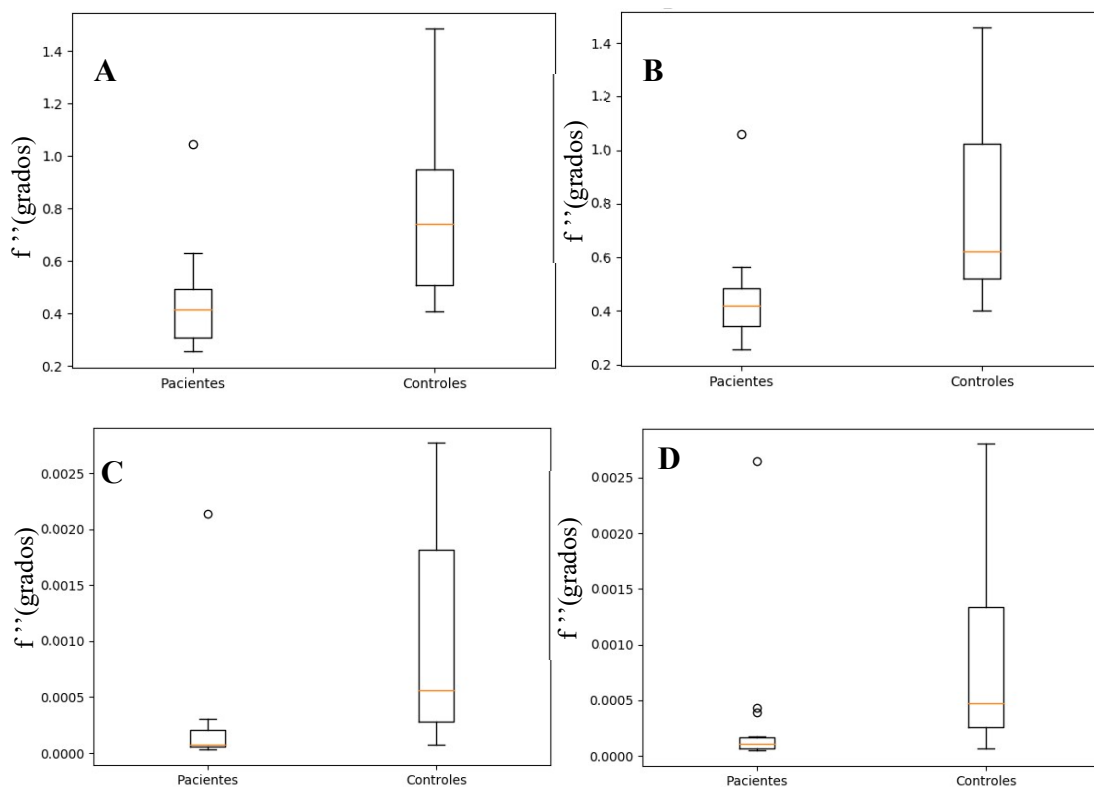 A
f ’’(grados)
1.4
1.2
1.0
0.8
0.6
0.4
0.2
Pacientes Controles
B
f ’’(grados)
1.4
1.2
1.0
0.8
0.6
0.4
0.2
Pacientes Controles
C
f ’’(grados)
0.0025
0.0020
0.0015
0.0010
0.0005
0.0000
Pacientes Controles
D
f ’’(grados)
0.0025
0.0020
0.0015
0.0010
0.0005
0.0000
Pacientes Controles